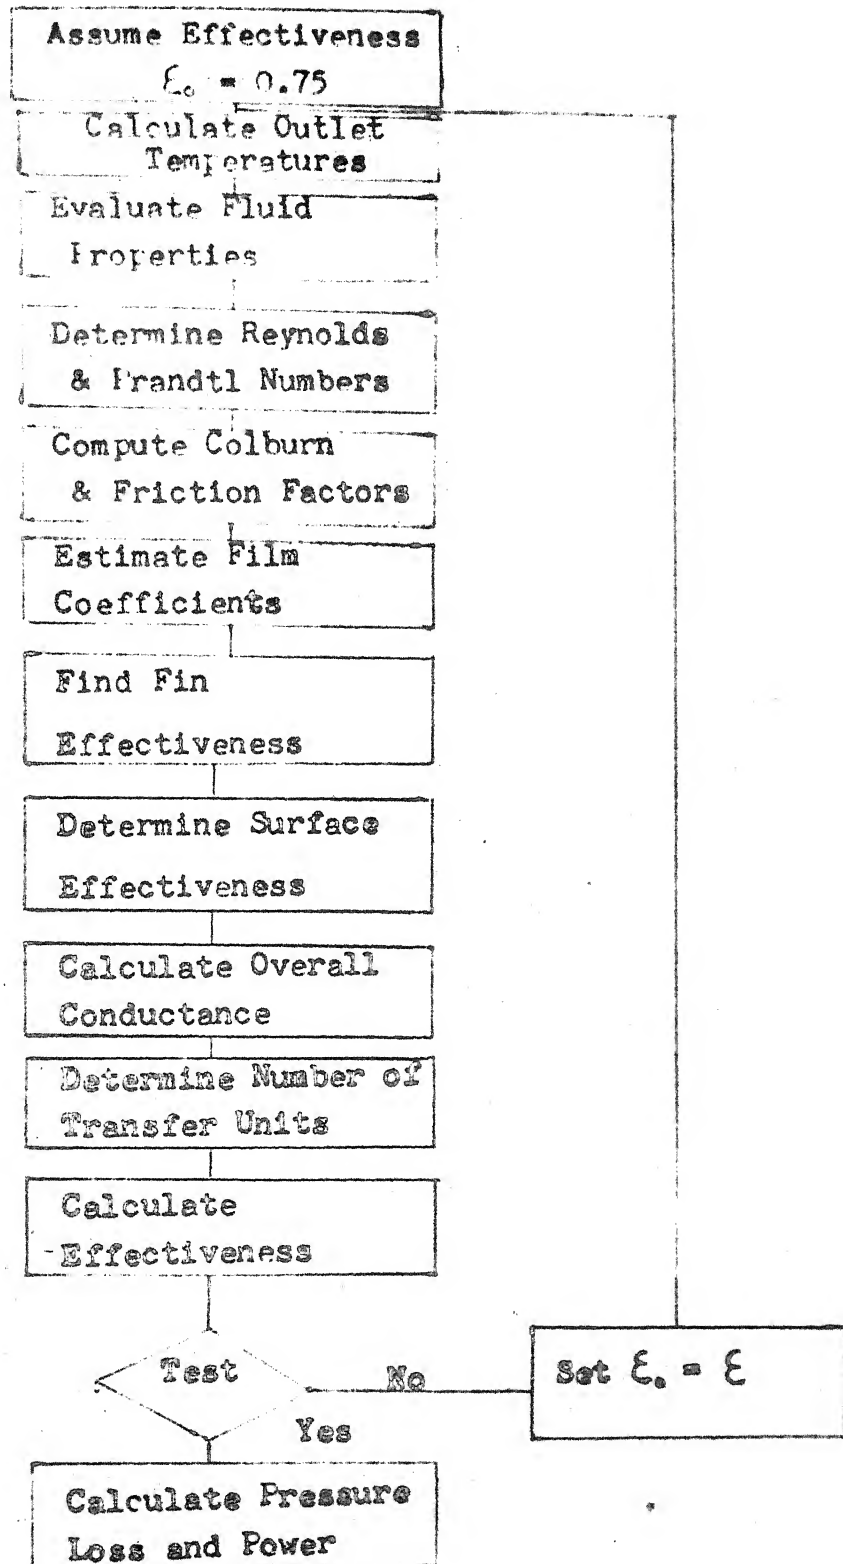 Assume Effectiveness
ε₀ = 0.75
Calculate Outlet
Temperatures
Evaluate Fluid
Properties
Determine Reynolds
& Prandtl Numbers
Compute Colburn
& Friction Factors
Estimate Film
Coefficients
Find Fin
Effectiveness
Determine Surface
Effectiveness
Calculate Overall
Conductance
Determine Number of
Transfer Units
Calculate
Effectiveness
Test
No
Set ε₀ = ε
Yes
Calculate Pressure
Loss and Power